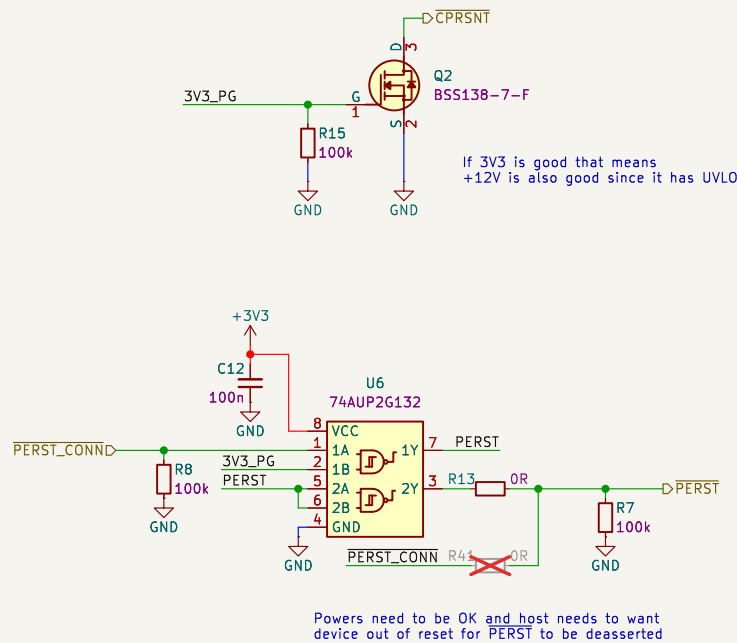 CPRSNT
D
3
Q2
BSS138-7-F
3V3_PG
G
1
S
2
R15
100k
GND
GND
If 3V3 is good that means
+12V is also good since it has UVLO
+3V3
C12
100n
GND
U6
74AUP2G132
8 VCC
PERST_CONN
1 1A
1Y 7
PERST
3V3_PG
2 1B
R8
100k
GND
PERST
5 2A
2Y 3
R13
0R
PERST
6 2B
4 GND
GND
R7
100k
GND
PERST_CONN
R41
0R
Powers need to be OK and host needs to want
device out of reset for PERST to be deasserted